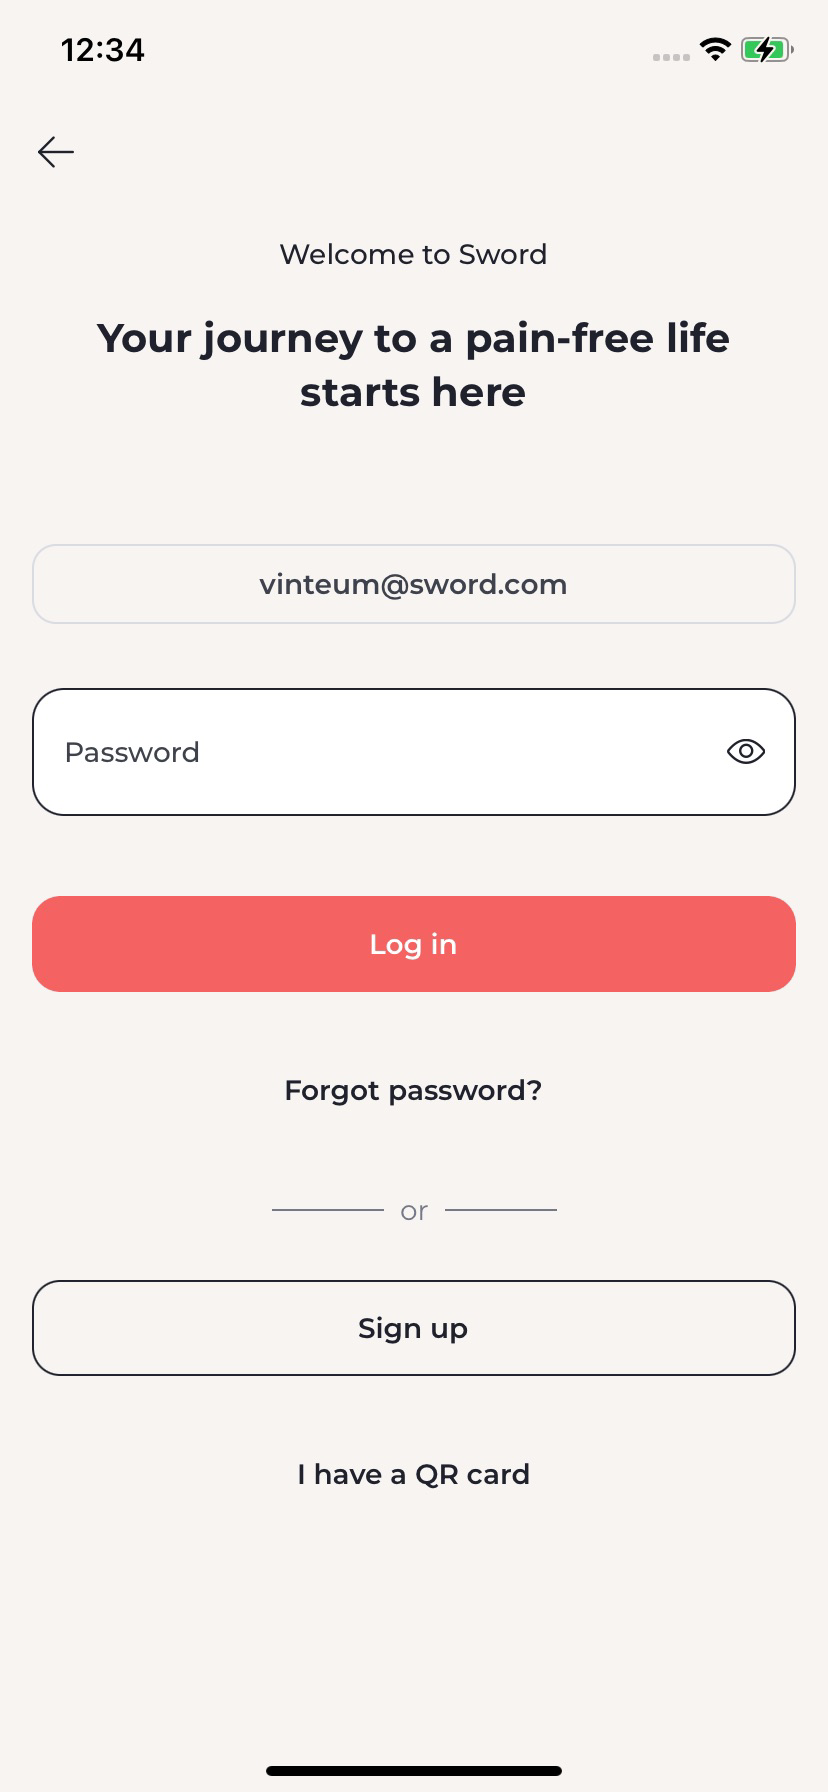 12:34
Welcome to Sword
Your journey to a pain-free life
starts here
vinteum@sword.com
Password
Log in
Forgot password?
or
Sign up
I have a QR card